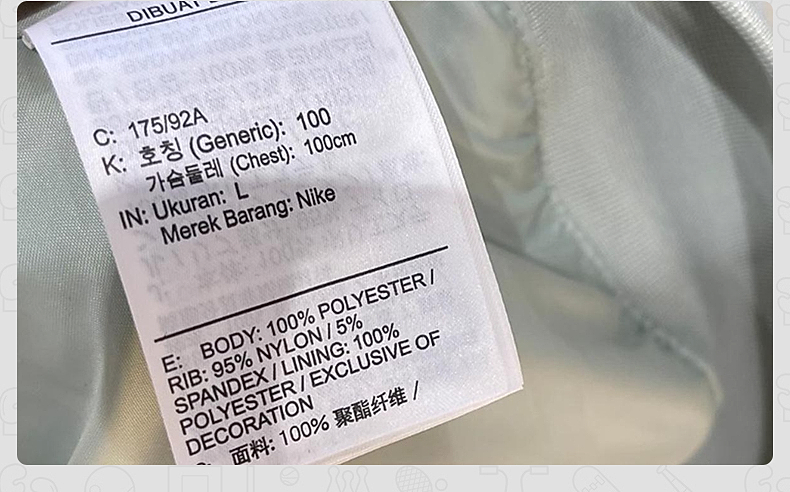 DIBUAT
C: 175/92A
K: 호칭 (Generic): 100
가슴둘레 (Chest): 100cm
IN: Ukuran: L
Merek Barang: Nike
E: BODY: 100% POLYESTER /
RIB: 95% NYLON / 5%
SPANDEX / LINING: 100%
POLYESTER / EXCLUSIVE OF
DECORATION
面料: 100% 聚酯纤维 /